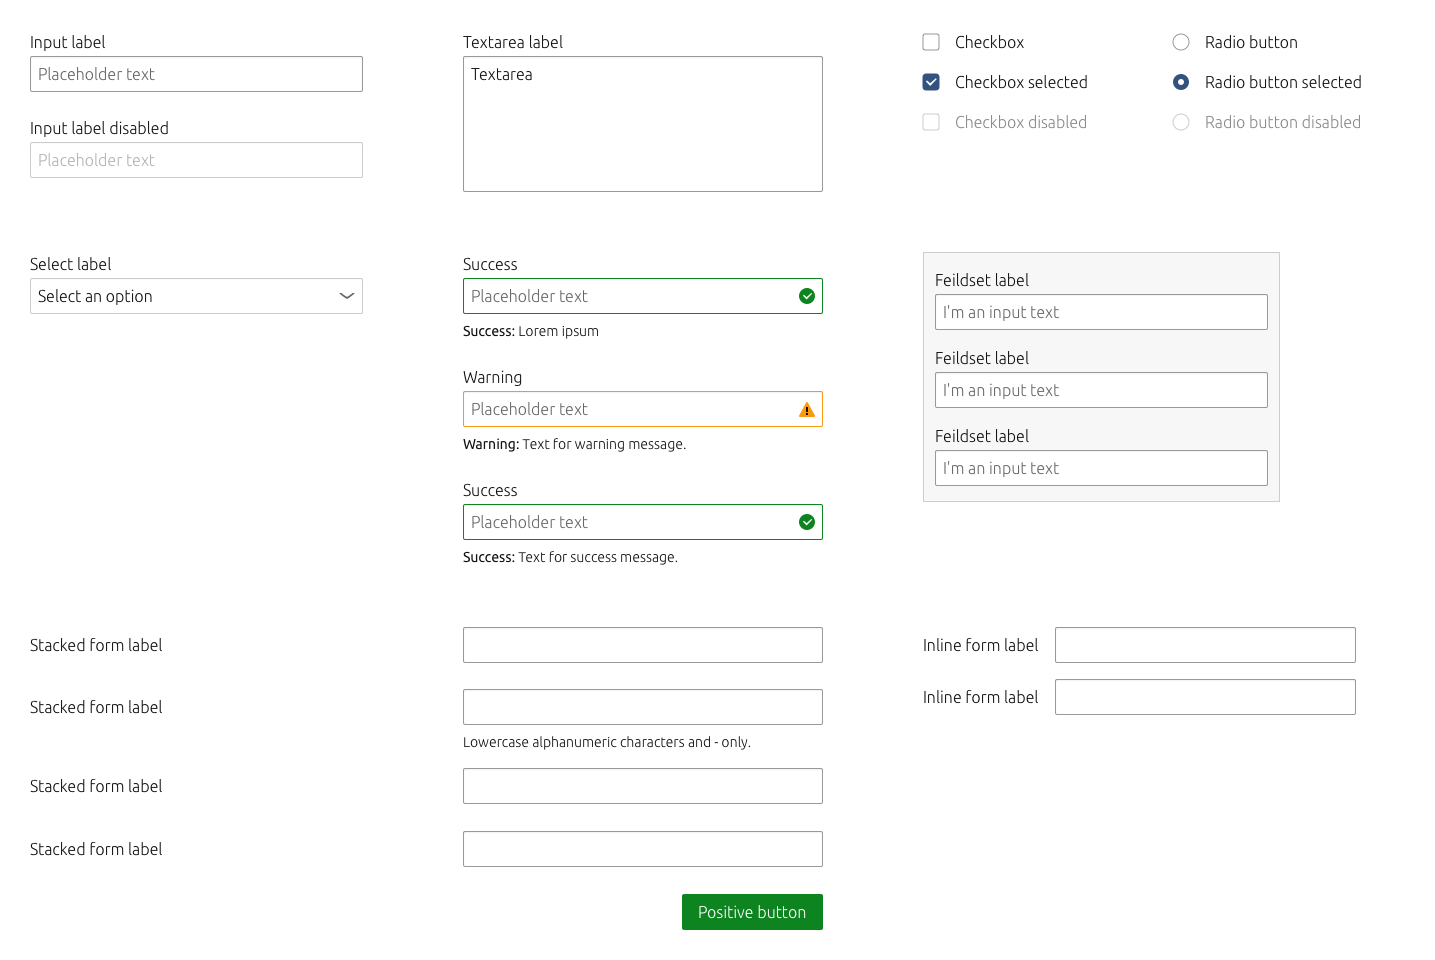 Input label
Placeholder text
Input label disabled
Placeholder text
Textarea label
Textarea
Checkbox
Checkbox selected
Checkbox disabled
Radio button
Radio button selected
Radio button disabled
Select label
Select an option
Success
Placeholder text
Success: Lorem ipsum
Warning
Placeholder text
Warning: Text for warning message.
Success
Placeholder text
Success: Text for success message.
Feildset label
I'm an input text
Feildset label
I'm an input text
Feildset label
I'm an input text
Stacked form label
Stacked form label
Lowercase alphanumeric characters and - only.
Stacked form label
Stacked form label
Positive button
Inline form label
Inline form label